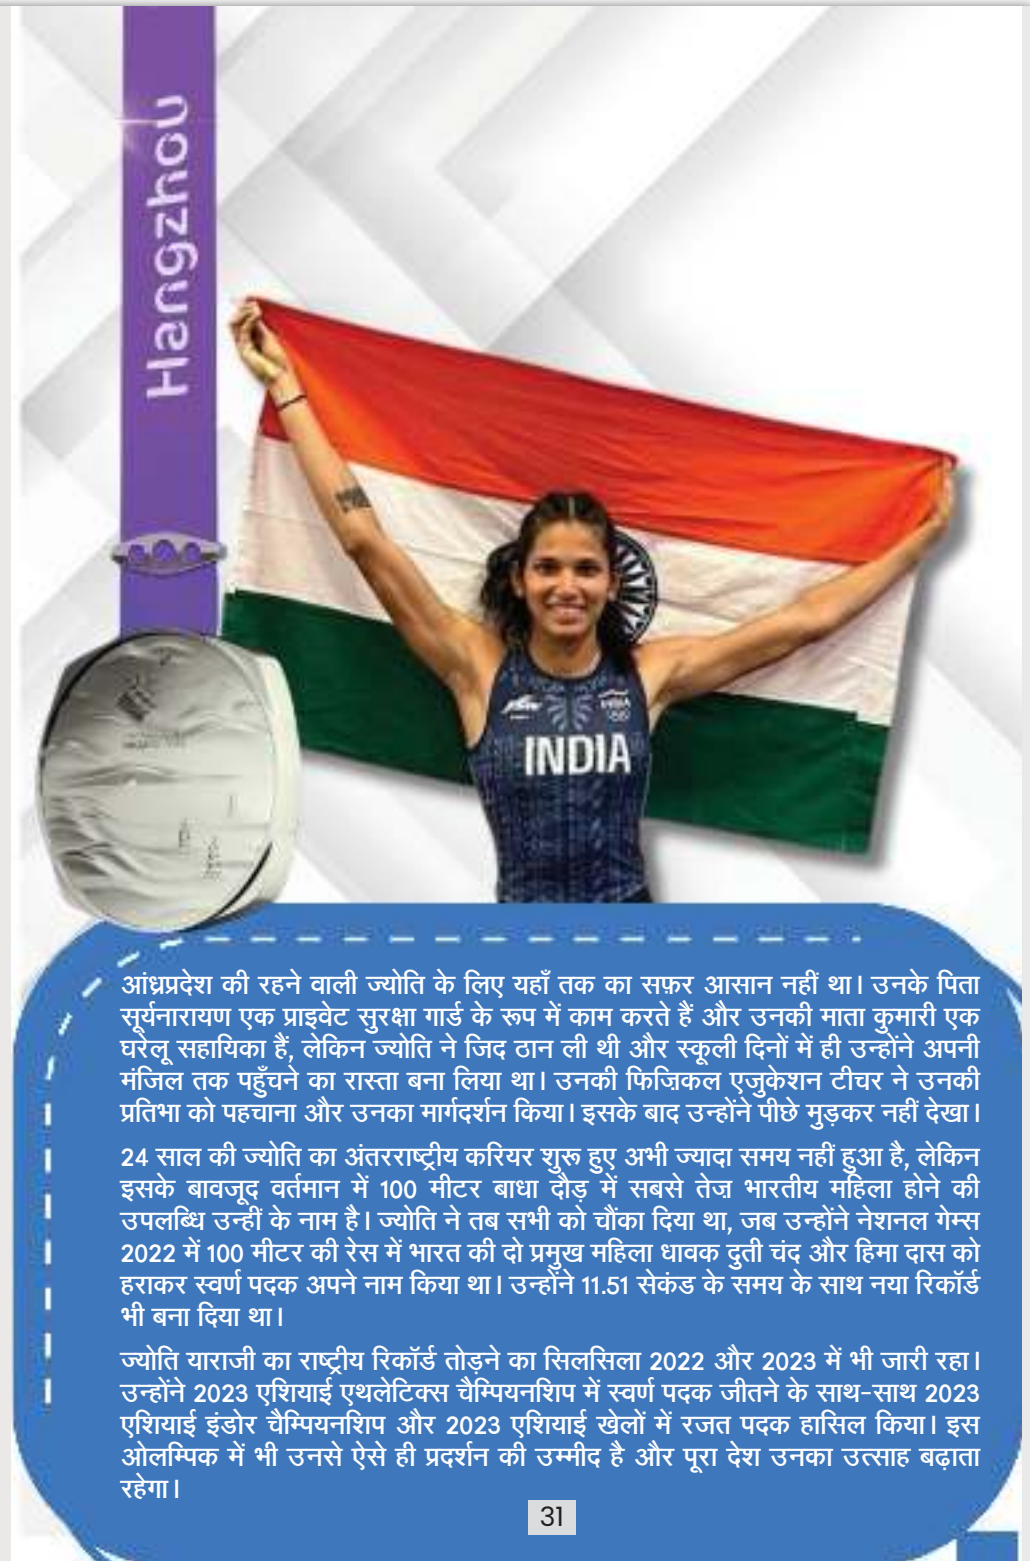 Hangzhou
INDIA
आंध्रप्रदेश की रहने वाली ज्योति के लिए यहाँ तक का सफ़र आसान नहीं था। उनके पिता
सूर्यनारायण एक प्राइवेट सुरक्षा गार्ड के रूप में काम करते हैं और उनकी माता कुमारी एक
घरेलू सहायिका हैं, लेकिन ज्योति ने जिद ठान ली थी और स्कूली दिनों में ही उन्होंने अपनी
मंजिल तक पहुँचने का रास्ता बना लिया था। उनकी फिज़िकल एजुकेशन टीचर ने उनकी
प्रतिभा को पहचाना और उनका मार्गदर्शन किया। इसके बाद उन्होंने पीछे मुड़कर नहीं देखा।
24 साल की ज्योति का अंतरराष्ट्रीय करियर शुरू हुए अभी ज्यादा समय नहीं हुआ है, लेकिन
इसके बावजूद वर्तमान में 100 मीटर बाधा दौड़ में सबसे तेज़ भारतीय महिला होने की
उपलब्धि उन्हीं के नाम है। ज्योति ने तब सभी को चौंका दिया था, जब उन्होंने नेशनल गेम्स
2022 में 100 मीटर की रेस में भारत की दो प्रमुख महिला धावक दुती चंद और हिमा दास को
हराकर स्वर्ण पदक अपने नाम किया था। उन्होंने 11.51 सेकंड के समय के साथ नया रिकॉर्ड
भी बना दिया था।
ज्योति याराजी का राष्ट्रीय रिकॉर्ड तोड़ने का सिलसिला 2022 और 2023 में भी जारी रहा।
उन्होंने 2023 एशियाई एथलेटिक्स चैम्पियनशिप में स्वर्ण पदक जीतने के साथ-साथ 2023
एशियाई इंडोर चैम्पियनशिप और 2023 एशियाई खेलों में रजत पदक हासिल किया। इस
ओलम्पिक में भी उनसे ऐसे ही प्रदर्शन की उम्मीद है और पूरा देश उनका उत्साह बढ़ाता
रहेगा।
31